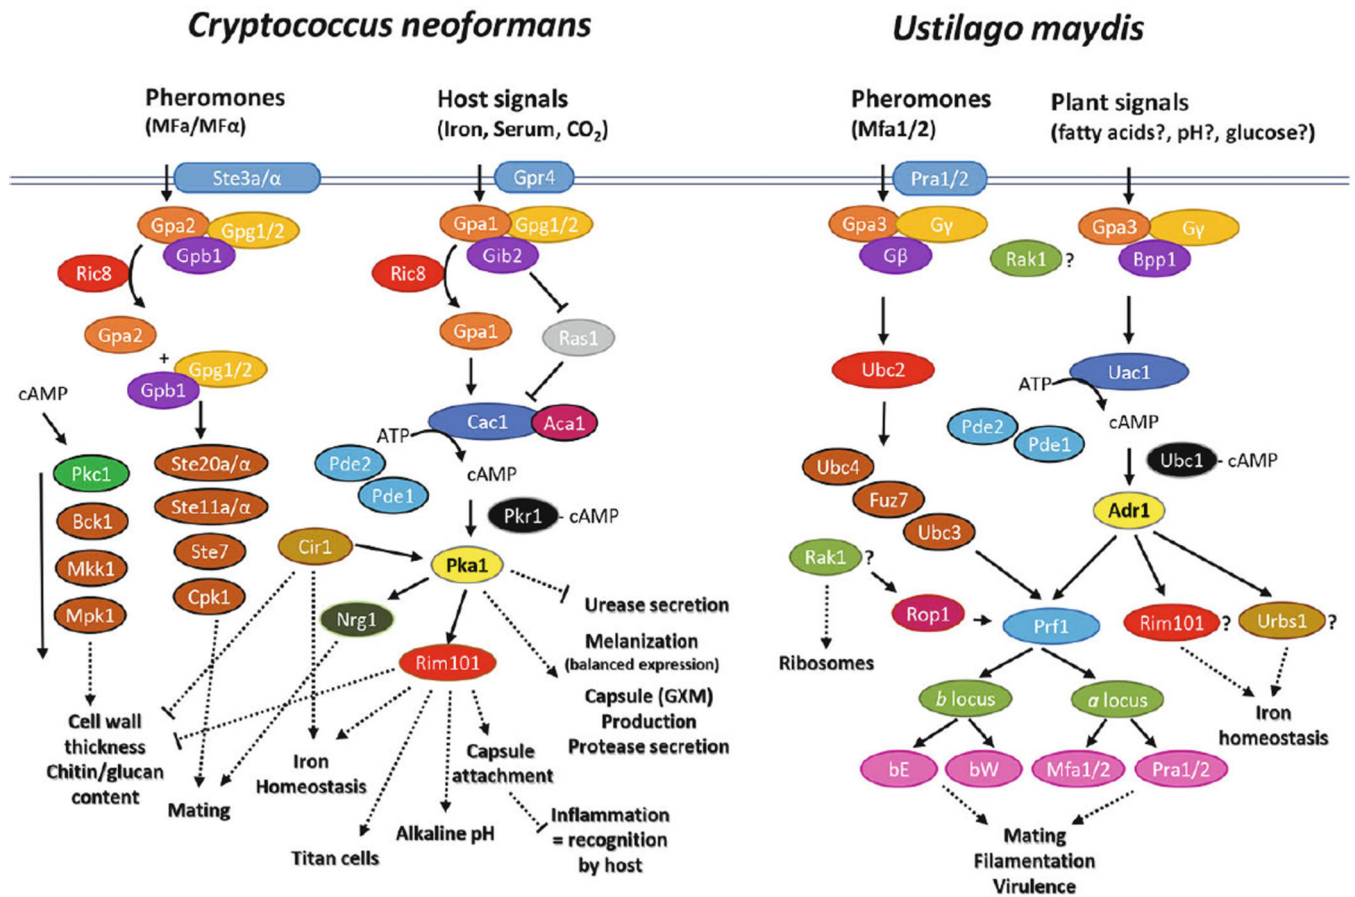 Cryptococcus neoformans
Pheromones
(MFa/MFα)
Host signals
(Iron, Serum, CO2)
Ste3a/α
Gpr4
Gpa2
Gpg1/2
Gpb1
Ric8
Gpa2
+
Gpg1/2
Gpb1
cAMP
Pkc1
Bck1
Mkk1
Mpk1
Ste20a/α
Ste11a/α
Ste7
Cpk1
Gpa1
Gpg1/2
Gib2
Ric8
Gpa1
Ras1
Cac1
Aca1
ATP
cAMP
Pde2
Pde1
Pkr1
- cAMP
Cir1
Pka1
Nrg1
Rim101
Urease secretion
Melanization
(balanced expression)
Capsule (GXM)
Production
Protease secretion
Cell wall
thickness
Chitin/glucan
content
Mating
Iron
Homeostasis
Capsule
attachment
Titan cells
Alkaline pH
Inflammation
= recognition
by host
Ustilago maydis
Pheromones
(Mfa1/2)
Plant signals
(fatty acids?, pH?, glucose?)
Pra1/2
Gpa3
Gγ
Gβ
Rak1 ?
Gpa3
Gγ
Bpp1
Ubc2
Uac1
ATP
cAMP
Pde2
Pde1
Ubc1
- cAMP
Ubc4
Fuz7
Ubc3
Adr1
Rak1 ?
Rop1
Ribosomes
Prf1
Rim101 ?
Urbs1 ?
b locus
a locus
Iron
homeostasis
bE
bW
Mfa1/2
Pra1/2
Mating
Filamentation
Virulence